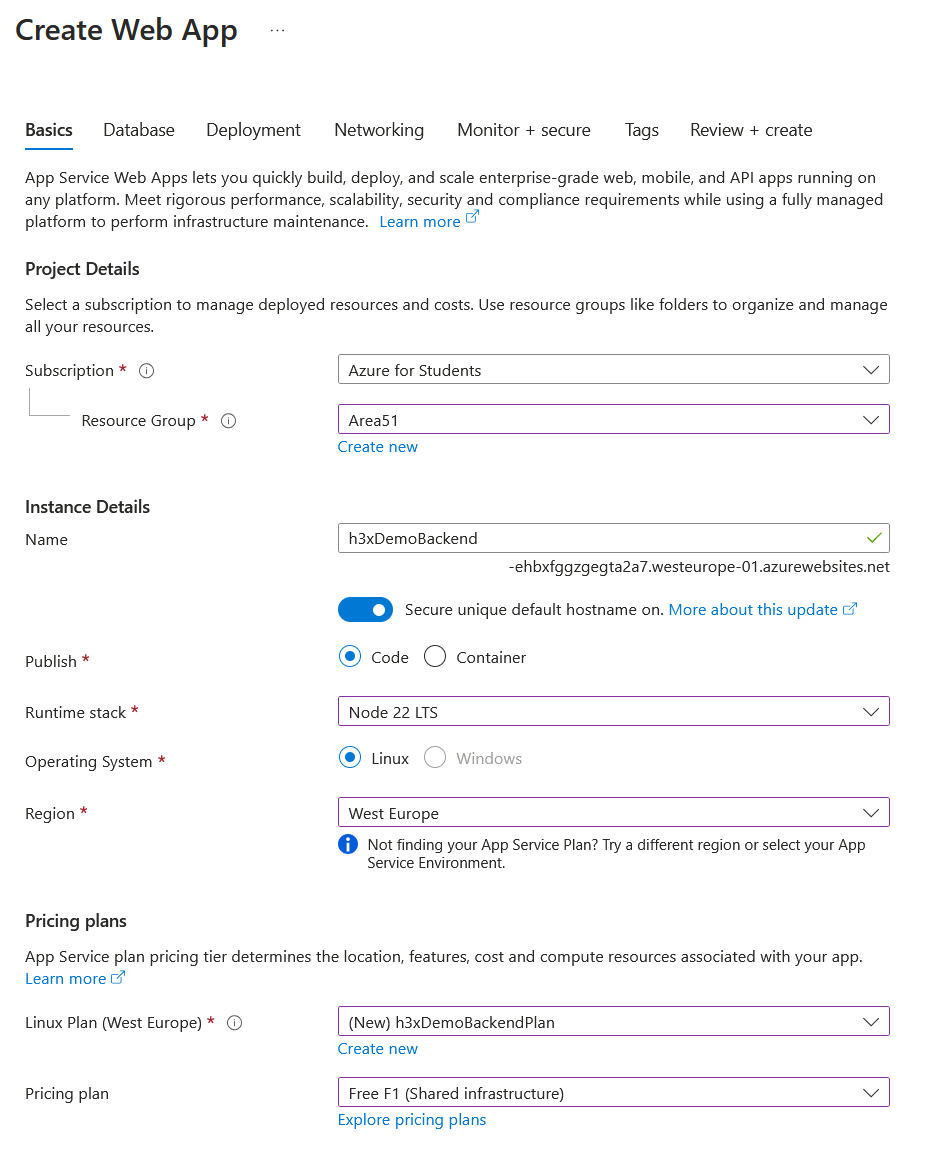 Create Web App ...
Basics Database Deployment Networking Monitor + secure Tags Review + create
App Service Web Apps lets you quickly build, deploy, and scale enterprise-grade web, mobile, and API apps running on
any platform. Meet rigorous performance, scalability, security and compliance requirements while using a fully managed
platform to perform infrastructure maintenance. Learn more
Project Details
Select a subscription to manage deployed resources and costs. Use resource groups like folders to organize and manage
all your resources.
Subscription * Azure for Students
Resource Group * Area51
Create new
Instance Details
Name h3xDemoBackend
-ehbxfggzgegta2a7.westeurope-01.azurewebsites.net
Secure unique default hostname on. More about this update
Publish * Code Container
Runtime stack * Node 22 LTS
Operating System * Linux Windows
Region * West Europe
Not finding your App Service Plan? Try a different region or select your App
Service Environment.
Pricing plans
App Service plan pricing tier determines the location, features, cost and compute resources associated with your app.
Learn more
Linux Plan (West Europe) * (New) h3xDemoBackendPlan
Create new
Pricing plan Free F1 (Shared infrastructure)
Explore pricing plans